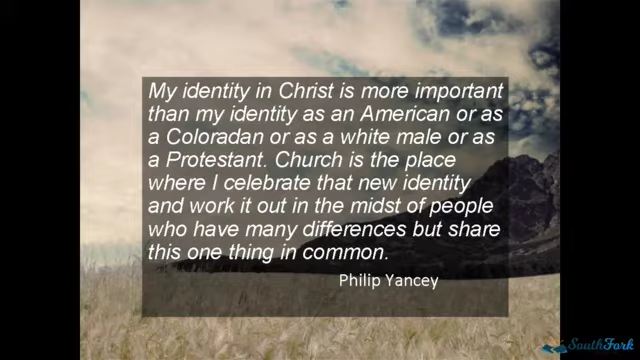 My identity in Christ is more important
than my identity as an American or as
a Coloradan or as a white male or as
a Protestant. Church is the place
where I celebrate that new identity
and work it out in the midst of people
who have many differences but share
this one thing in common.
Philip Yancey
SouthFork